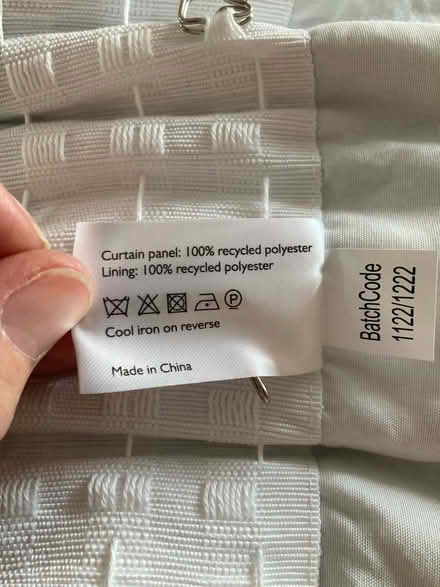 Curtain panel: 100% recycled polyester
Lining: 100% recycled polyester
P
Cool iron on reverse
Made in China
BatchCode
1122/1222